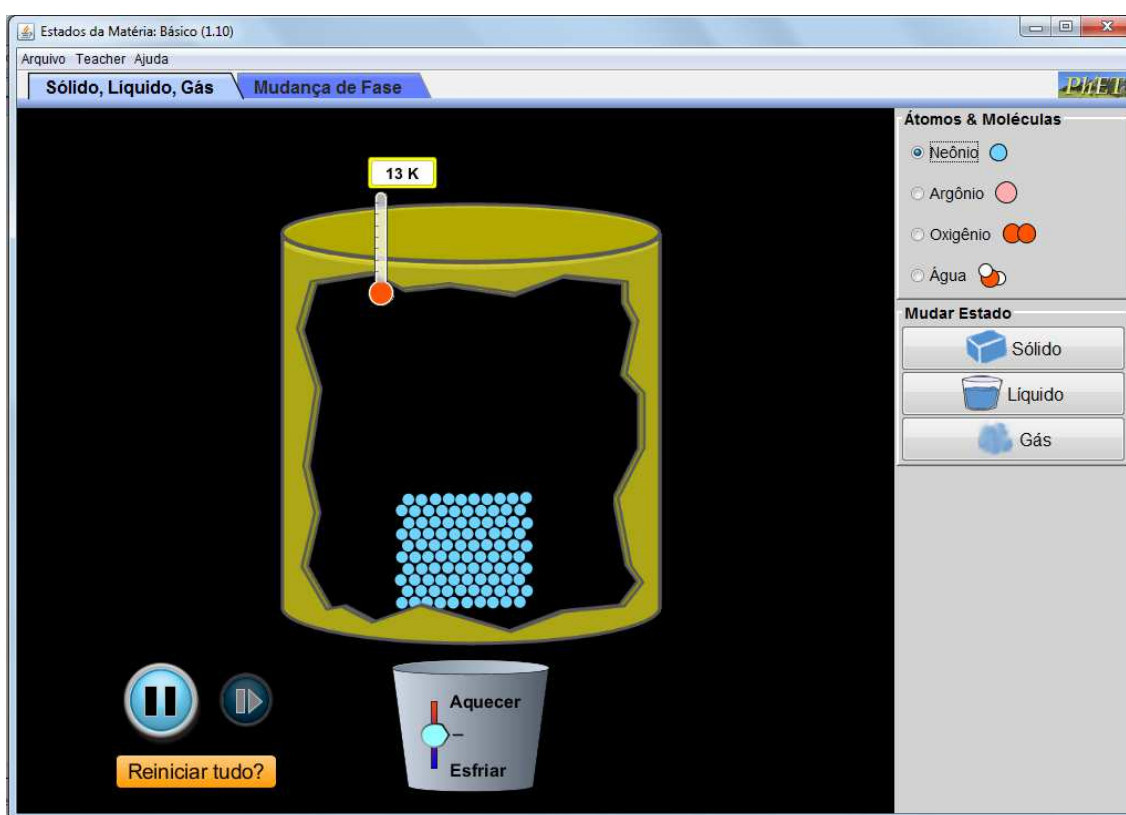 Estados da Matéria: Básico (1.10)
Arquivo Teacher Ajuda
Sólido, Líquido, Gás
Mudança de Fase
PhET
Átomos & Moléculas
Neônio
Argônio
Oxigênio
Água
Mudar Estado
Sólido
Líquido
Gás
13 K
Aquecer
Esfriar
Reiniciar tudo?